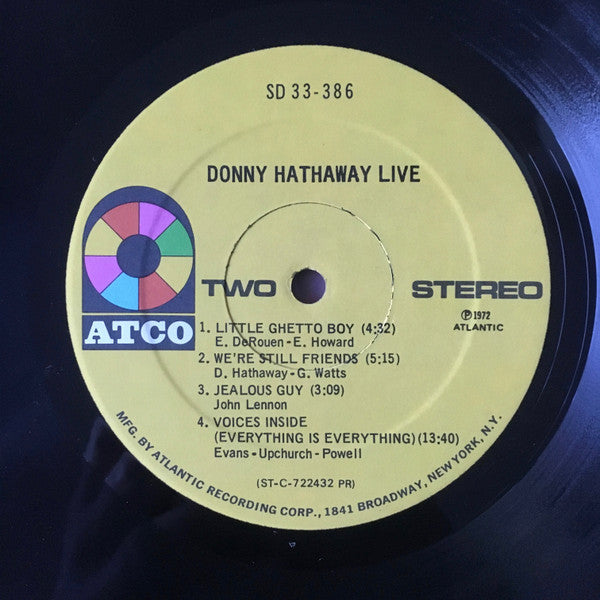 SD 33-386
DONNY HATHAWAY LIVE
ATCO
TWO
STEREO
℗ 1972
ATLANTIC
1. LITTLE GHETTO BOY (4:32)
E. DeRouen - E. Howard
2. WE'RE STILL FRIENDS (5:15)
D. Hathaway - G. Watts
3. JEALOUS GUY (3:09)
John Lennon
4. VOICES INSIDE
(EVERYTHING IS EVERYTHING) (13:40)
Evans - Upchurch - Powell
(ST-C-722432 PR)
MFG. BY ATLANTIC RECORDING CORP., 1841 BROADWAY, NEW YORK, N.Y.